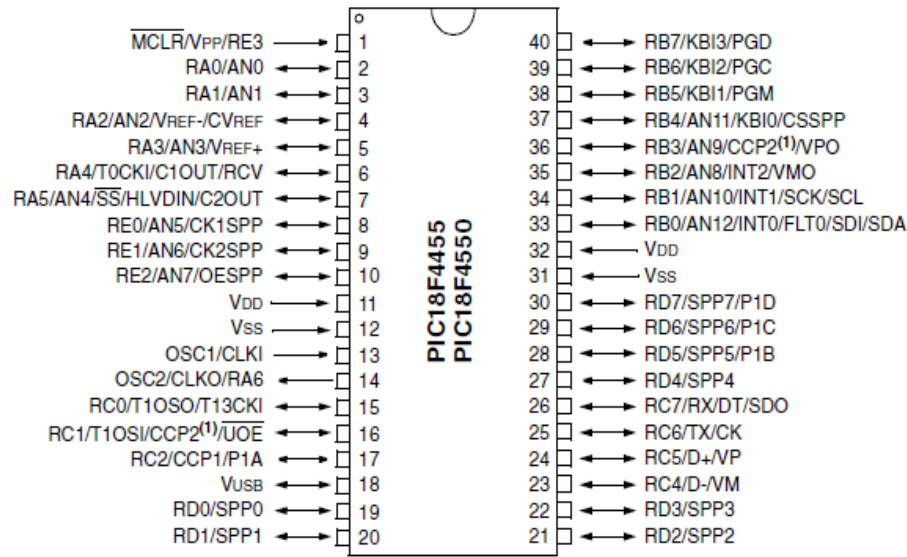 MCLR/VPP/RE3 1 40 RB7/KBI3/PGD
RA0/AN0 2 39 RB6/KBI2/PGC
RA1/AN1 3 38 RB5/KBI1/PGM
RA2/AN2/VREF-/CVREF 4 37 RB4/AN11/KBI0/CSSPP
RA3/AN3/VREF+ 5 36 RB3/AN9/CCP2(1)/VPO
RA4/T0CKI/C1OUT/RCV 6 35 RB2/AN8/INT2/VMO
RA5/AN4/SS/HLVDIN/C2OUT 7 34 RB1/AN10/INT1/SCK/SCL
RE0/AN5/CK1SPP 8 33 RB0/AN12/INT0/FLT0/SDI/SDA
RE1/AN6/CK2SPP 9 32 VDD
RE2/AN7/OESPP 10 31 VSS
VDD 11 30 RD7/SPP7/P1D
VSS 12 29 RD6/SPP6/P1C
OSC1/CLKI 13 28 RD5/SPP5/P1B
OSC2/CLKO/RA6 14 27 RD4/SPP4
RC0/T1OSO/T13CKI 15 26 RC7/RX/DT/SDO
RC1/T1OSI/CCP2(1)/UOE 16 25 RC6/TX/CK
RC2/CCP1/P1A 17 24 RC5/D+/VP
VUSB 18 23 RC4/D-/VM
RD0/SPP0 19 22 RD3/SPP3
RD1/SPP1 20 21 RD2/SPP2
PIC18F4455
PIC18F4550